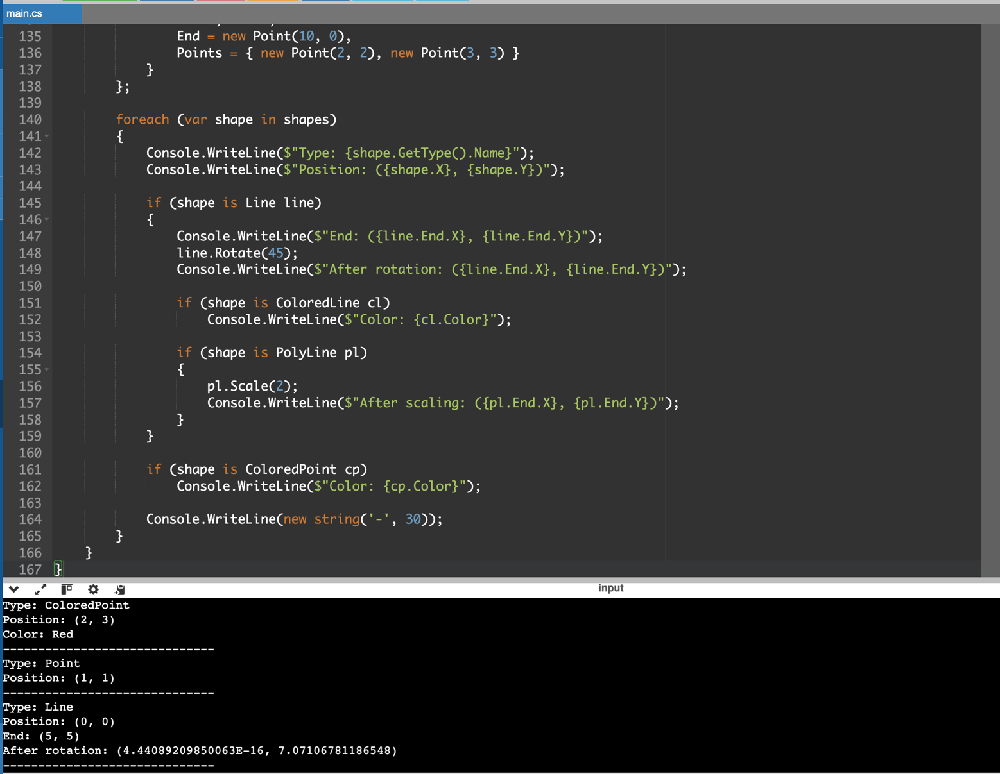 main.cs
135 End = new Point(10, 0),
136 Points = { new Point(2, 2), new Point(3, 3) }
137 }
138 };
139
140 foreach (var shape in shapes)
141 {
142 Console.WriteLine($"Type: {shape.GetType().Name}");
143 Console.WriteLine($"Position: ({shape.X}, {shape.Y})");
144
145 if (shape is Line line)
146 {
147 Console.WriteLine($"End: ({line.End.X}, {line.End.Y})");
148 line.Rotate(45);
149 Console.WriteLine($"After rotation: ({line.End.X}, {line.End.Y})");
150
151 if (shape is ColoredLine cl)
152 Console.WriteLine($"Color: {cl.Color}");
153
154 if (shape is PolyLine pl)
155 {
156 pl.Scale(2);
157 Console.WriteLine($"After scaling: ({pl.End.X}, {pl.End.Y})");
158 }
159 }
160
161 if (shape is ColoredPoint cp)
162 Console.WriteLine($"Color: {cp.Color}");
163
164 Console.WriteLine(new string('-', 30));
165 }
166 }
167 }
input
Type: ColoredPoint
Position: (2, 3)
Color: Red
------------------------------
Type: Point
Position: (1, 1)
------------------------------
Type: Line
Position: (0, 0)
End: (5, 5)
After rotation: (4.44089209850063E-16, 7.07106781186548)
------------------------------